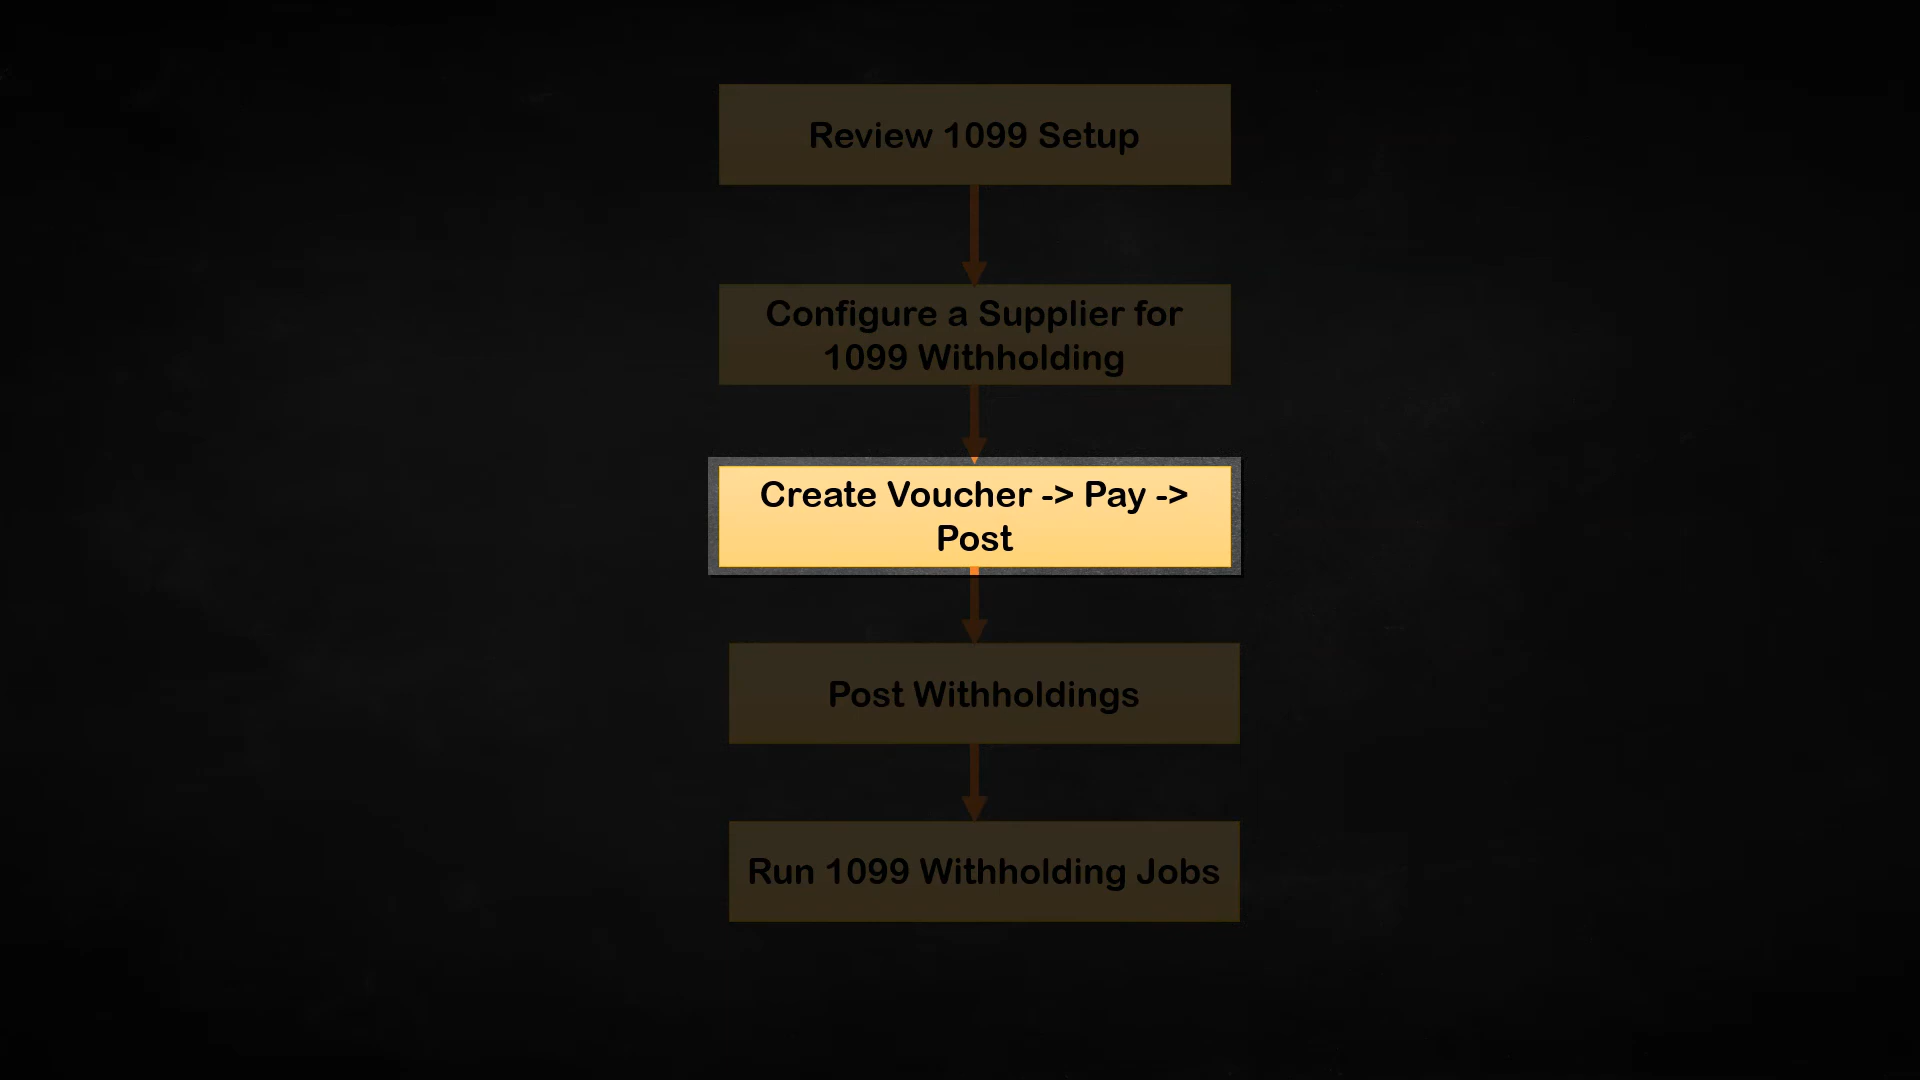 Review 1099 Setup
Configure a Supplier for
1099 Withholding
Create Voucher -> Pay ->
Post
Post Withholdings
Run 1099 Withholding Jobs